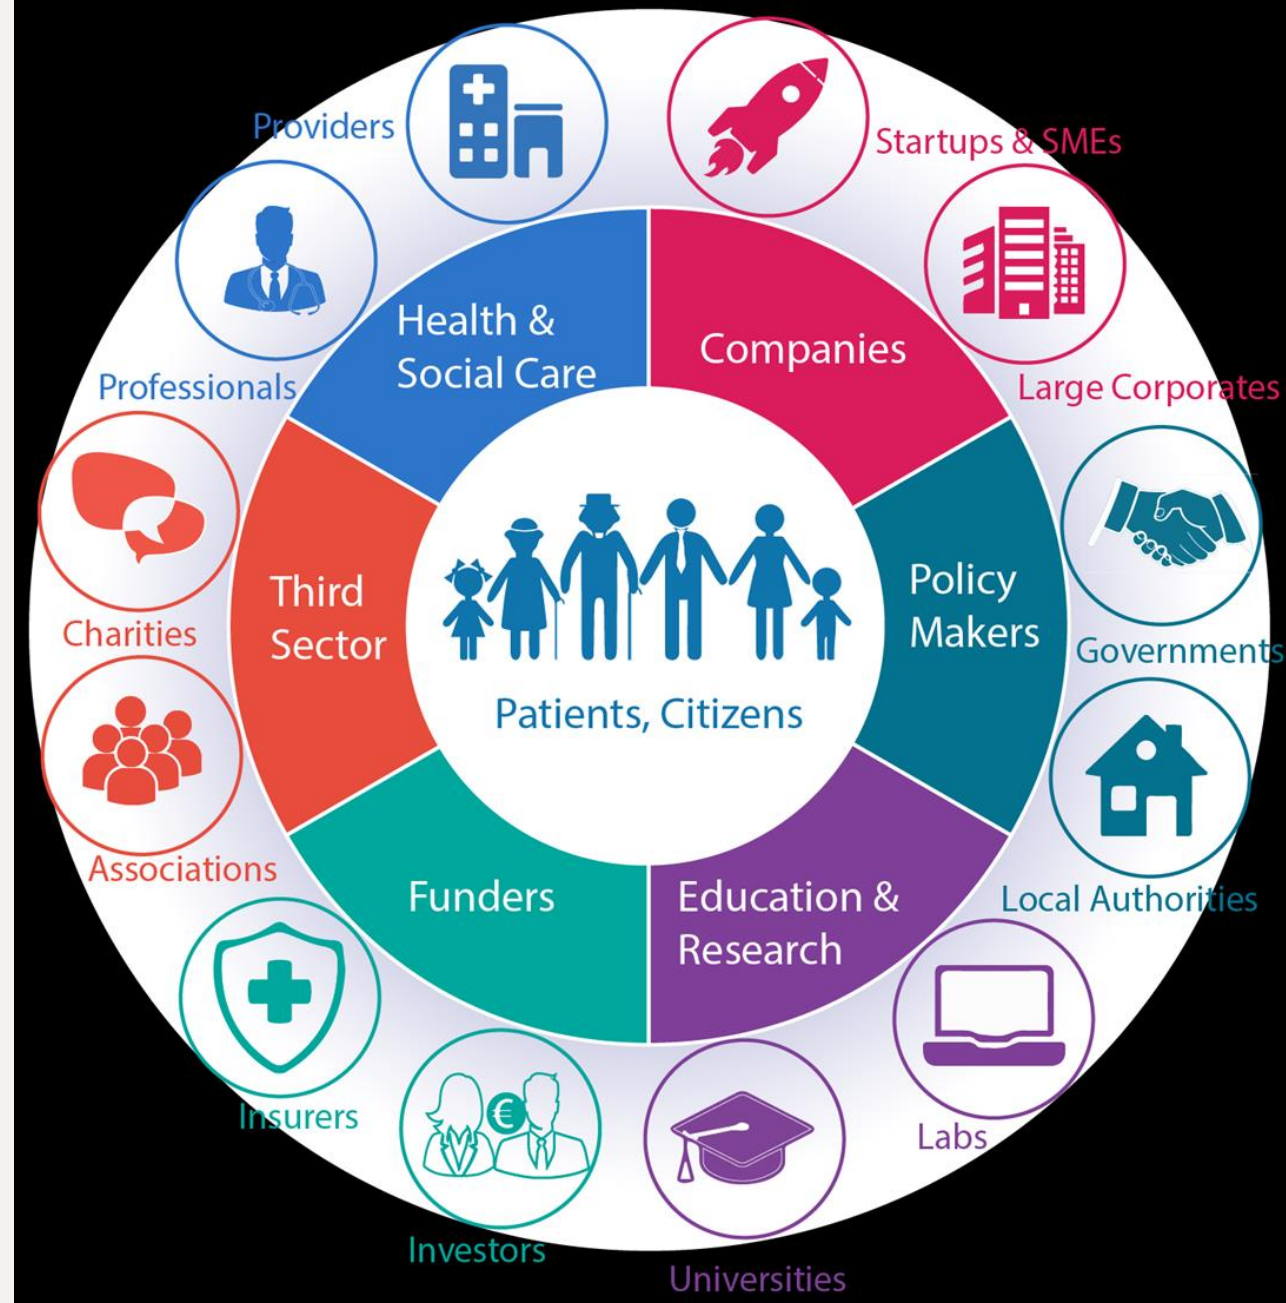 Providers
Startups & SMEs
Professionals
Large Corporates
Health &
Social Care
Companies
Third
Sector
Policy
Makers
Patients, Citizens
Charities
Governments
Associations
Local Authorities
Funders
Education &
Research
Insurers
€
Labs
Investors
Universities